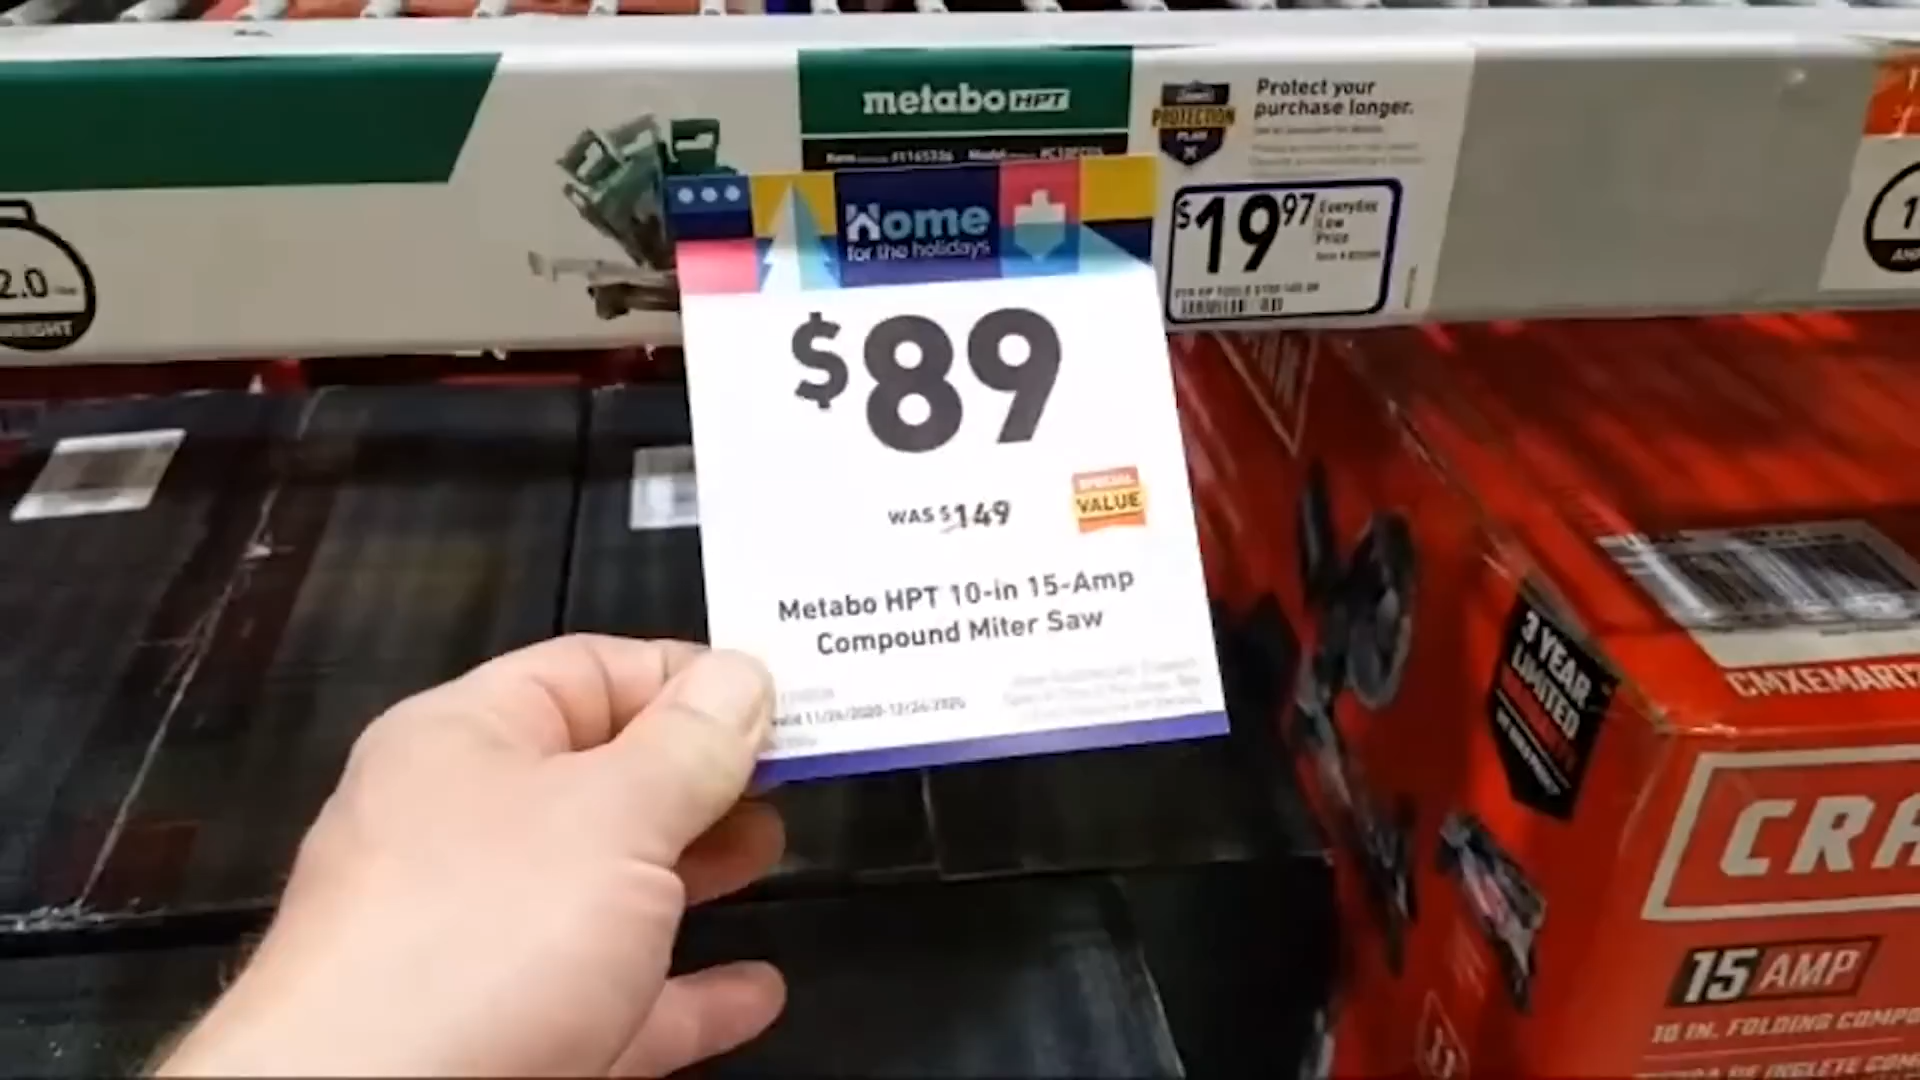 metabo HPT
Protect your
purchase longer.
PROTECTION
PLAN
$19.97
Everyday
Low
Price
2.0
WEIGHT
Home
for the holidays
$89
WAS $149
SPECIAL
VALUE
Metabo HPT 10-in 15-Amp
Compound Miter Saw
3 YEAR
LIMITED
CRA
15 AMP
10 IN. FOLDING COMPO